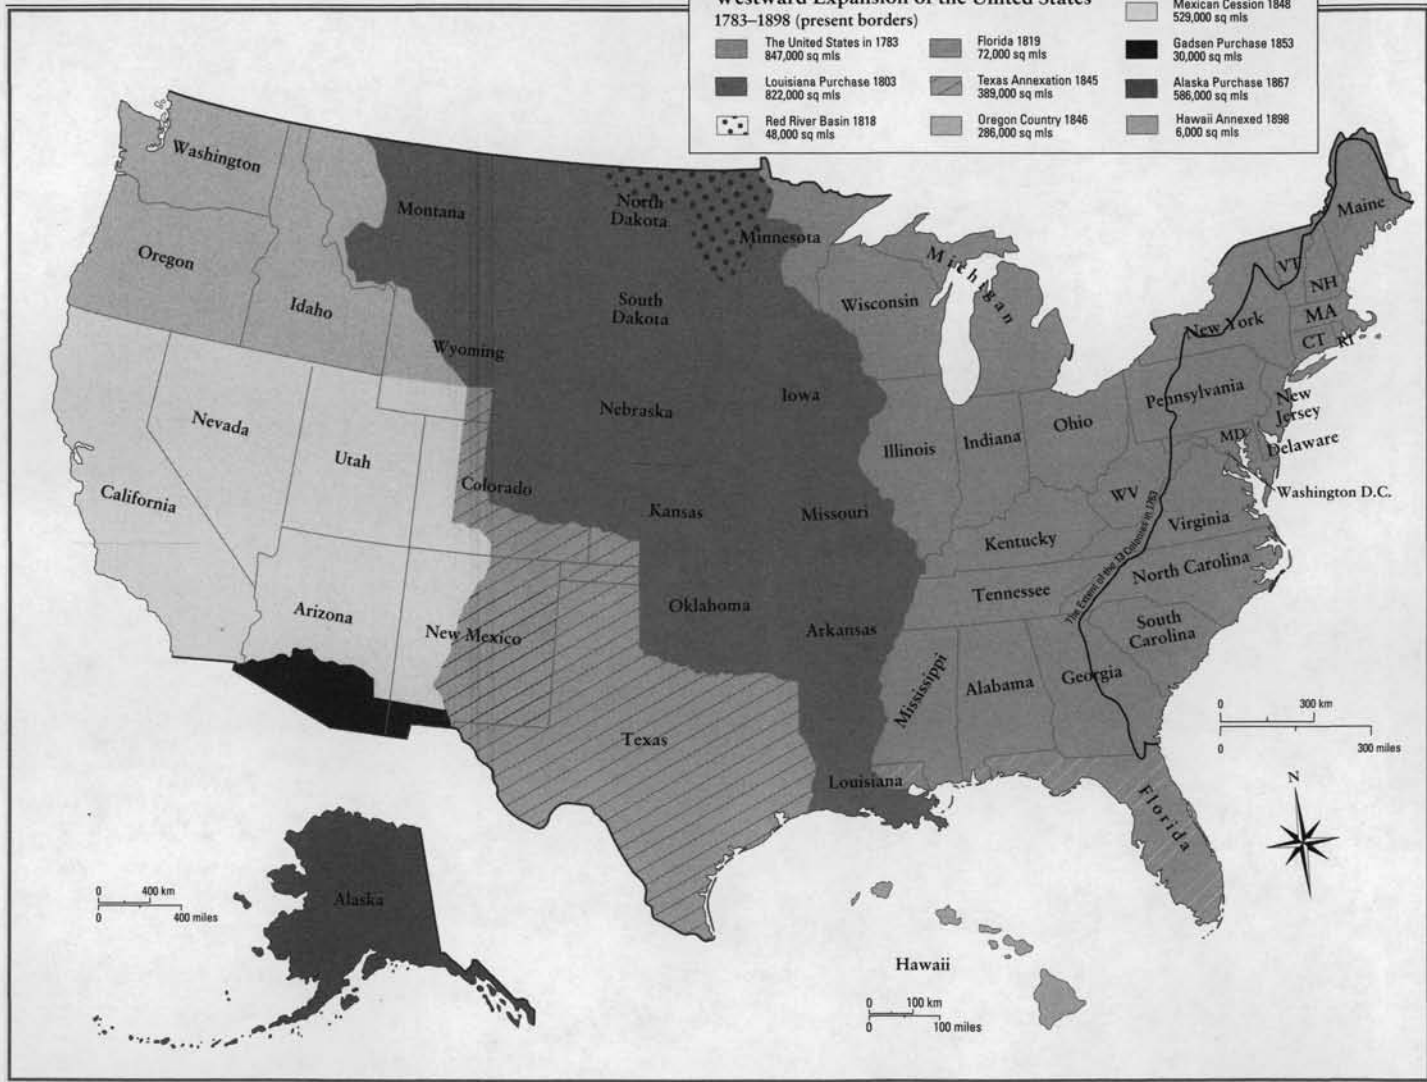 Westward Expansion of the United States
1783–1898 (present borders)
The United States in 1783
847,000 sq mls
Louisiana Purchase 1803
822,000 sq mls
Red River Basin 1818
48,000 sq mls
Florida 1819
72,000 sq mls
Texas Annexation 1845
389,000 sq mls
Oregon Country 1846
286,000 sq mls
Mexican Cession 1848
529,000 sq mls
Gadsen Purchase 1853
30,000 sq mls
Alaska Purchase 1867
586,000 sq mls
Hawaii Annexed 1898
6,000 sq mls
Washington
Oregon
Idaho
Montana
Wyoming
North
Dakota
South
Dakota
Minnesota
Wisconsin
Michigan
Maine
VT
NH
MA
CT
RI
New York
Pennsylvania
New
Jersey
MD
Delaware
Washington D.C.
Nebraska
Iowa
Illinois
Indiana
Ohio
WV
Virginia
Nevada
Utah
Colorado
California
Kansas
Missouri
Kentucky
North Carolina
Tennessee
The Extent of the 13 Colonies in 1783
South
Carolina
Arizona
New Mexico
Oklahoma
Arkansas
Mississippi
Alabama
Georgia
Texas
Louisiana
Florida
0 300 km
0 300 miles
N
Alaska
0 400 km
0 400 miles
Hawaii
0 100 km
0 100 miles